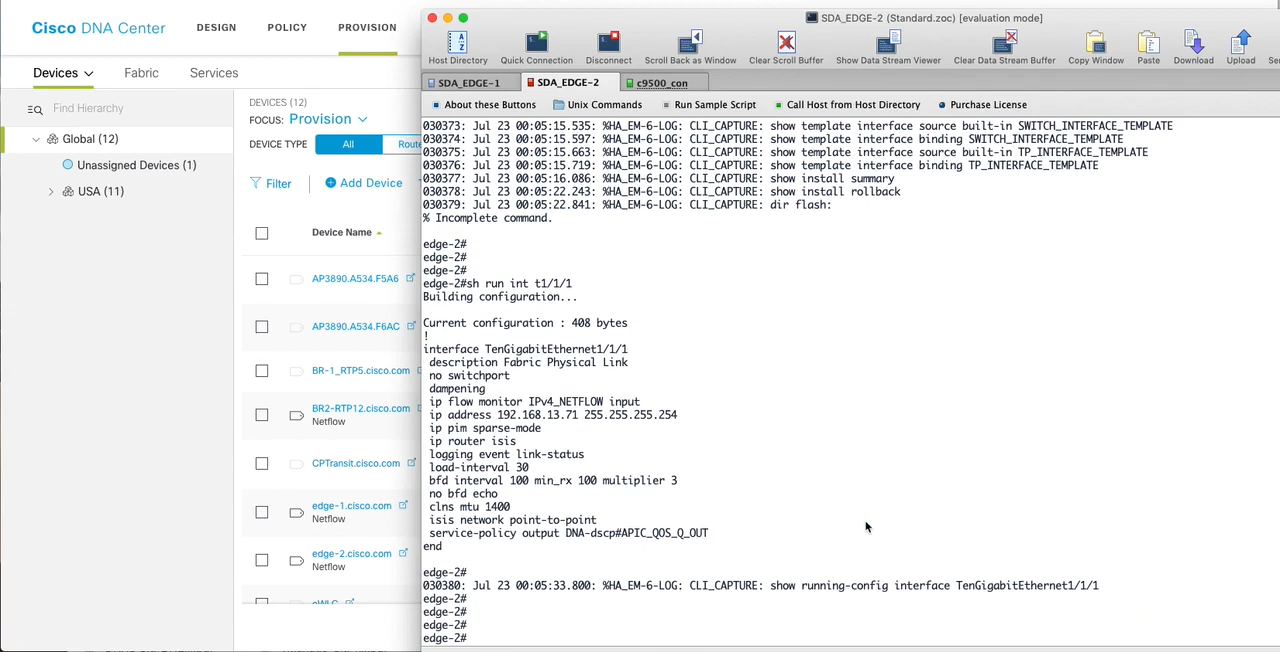 Cisco DNA Center
DESIGN
POLICY
PROVISION
Devices
Fabric
Services
Find Hierarchy
Global (12)
Unassigned Devices (1)
USA (11)
DEVICES (12)
FOCUS: Provision
DEVICE TYPE
All
Route
Filter
Add Device
Device Name
AP3890.A534.F5A6
AP3890.A534.F6AC
BR-1_RTP5.cisco.com
BR2-RTP12.cisco.com
Netflow
CPTransit.cisco.com
edge-1.cisco.com
Netflow
edge-2.cisco.com
Netflow
SDA_EDGE-2 (Standard.zoc) [evaluation mode]
Host Directory
Quick Connection
Disconnect
Scroll Back as Window
Clear Scroll Buffer
Show Data Stream Viewer
Clear Data Stream Buffer
Copy Window
Paste
Download
Upload
SDA_EDGE-1
SDA_EDGE-2
c9500_con
About these Buttons
Unix Commands
Run Sample Script
Call Host from Host Directory
Purchase License
030373: Jul 23 00:05:15.535: %HA_EM-6-LOG: CLI_CAPTURE: show template interface source built-in SWITCH_INTERFACE_TEMPLATE
030374: Jul 23 00:05:15.597: %HA_EM-6-LOG: CLI_CAPTURE: show template interface binding SWITCH_INTERFACE_TEMPLATE
030375: Jul 23 00:05:15.663: %HA_EM-6-LOG: CLI_CAPTURE: show template interface source built-in TP_INTERFACE_TEMPLATE
030376: Jul 23 00:05:15.719: %HA_EM-6-LOG: CLI_CAPTURE: show template interface binding TP_INTERFACE_TEMPLATE
030377: Jul 23 00:05:16.086: %HA_EM-6-LOG: CLI_CAPTURE: show install summary
030378: Jul 23 00:05:22.243: %HA_EM-6-LOG: CLI_CAPTURE: show install rollback
030379: Jul 23 00:05:22.841: %HA_EM-6-LOG: CLI_CAPTURE: dir flash:
% Incomplete command.
edge-2#
edge-2#
edge-2#
edge-2#sh run int t1/1/1
Building configuration...
Current configuration : 408 bytes
!
interface TenGigabitEthernet1/1/1
description Fabric Physical Link
no switchport
dampening
ip flow monitor IPv4_NETFLOW input
ip address 192.168.13.71 255.255.255.254
ip pim sparse-mode
ip router isis
logging event link-status
load-interval 30
bfd interval 100 min_rx 100 multiplier 3
no bfd echo
clns mtu 1400
isis network point-to-point
service-policy output DNA-dscp#APIC_QOS_Q_OUT
end
edge-2#
030380: Jul 23 00:05:33.800: %HA_EM-6-LOG: CLI_CAPTURE: show running-config interface TenGigabitEthernet1/1/1
edge-2#
edge-2#
edge-2#
edge-2#